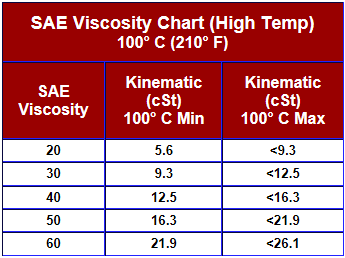 SAE Viscosity Chart (High Temp)
100° C (210° F)
SAE Viscosity
Kinematic (cSt) 100° C Min
Kinematic (cSt) 100° C Max
20 5.6 <9.3
30 9.3 <12.5
40 12.5 <16.3
50 16.3 <21.9
60 21.9 <26.1